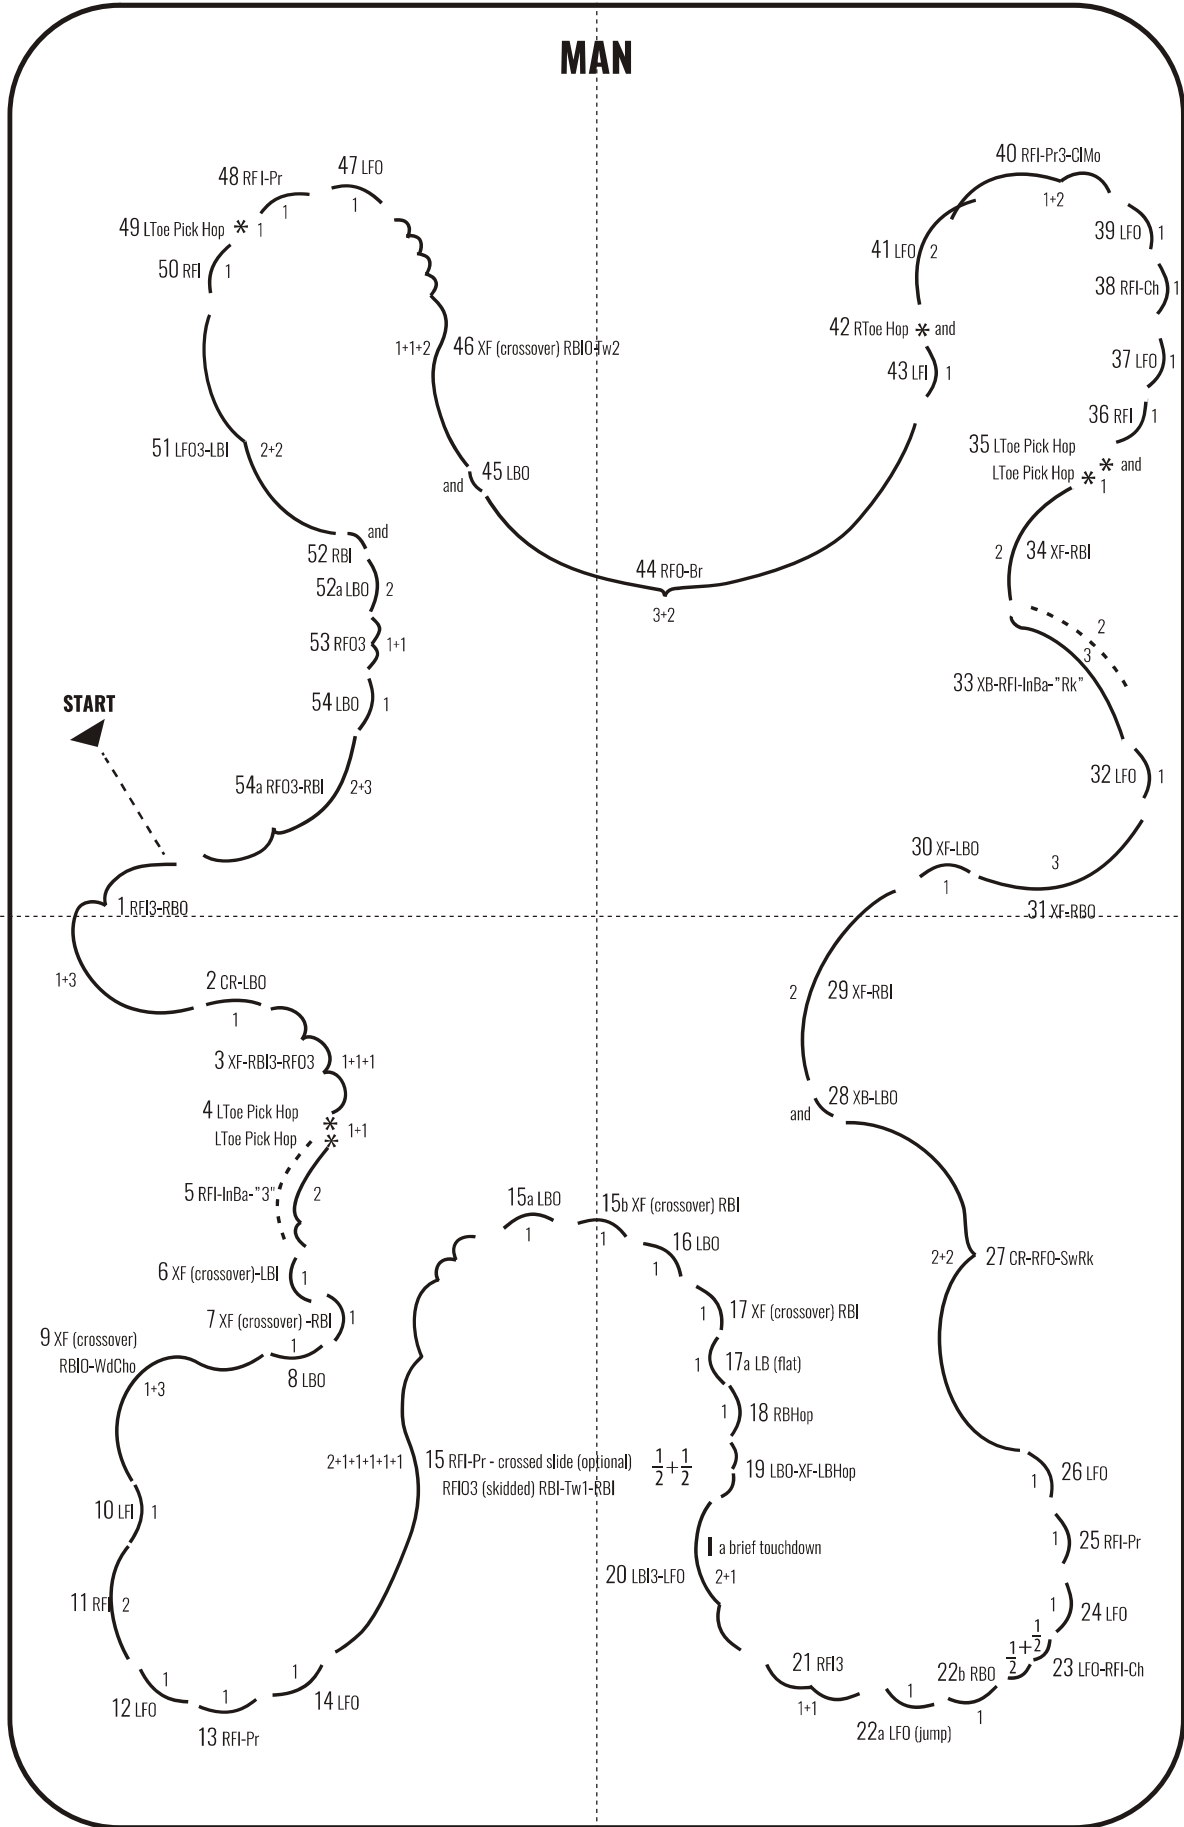 MAN
40 RFI-Pr3-ClMo
1+2
47 LFO
1
48 RFI-Pr
1
49 LToe Pick Hop * 1
50 RFI 1
39 LFO 1
41 LFO 2
38 RFI-Ch 1
42 RToe Hop * and
1+1+2 46 XF (crossover) RBIO-Tw2
37 LFO 1
43 LFI 1
36 RFI 1
51 LFO3-LBI 2+2
35 LToe Pick Hop
* and
LToe Pick Hop * 1
and 45 LBO
and
52 RBI
2 34 XF-RBI
44 RFO-Br
3+2
52a LBO 2
2
53 RFO3 1+1
3
33 XB-RFI-InBa-"Rk"
54 LBO 1
START
32 LFO 1
54a RFO3-RBI 2+3
30 XF-LBO
1
3
31 XF-RBO
1 RFI3-RBO
1+3
2 CR-LBO
1
2 29 XF-RBI
3 XF-RBI3-RFO3 1+1+1
4 LToe Pick Hop
*
LToe Pick Hop * 1+1
and 28 XB-LBO
5 RFI-InBa-"3" 2
15a LBO
1
15b XF (crossover) RBI
1
16 LBO
1
2+2 27 CR-RFO-SwRk
6 XF (crossover)-LBI 1
7 XF (crossover) -RBI 1
1 17 XF (crossover) RBI
9 XF (crossover)
RBIO-WdCho
1+3
1
8 LBO
1 17a LB (flat)
1 18 RBHop
2+1+1+1+1+1 15 RFI-Pr - crossed slide (optional)
RFIO3 (skidded) RBI-Tw1-RBI
1/2 + 1/2 19 LBO-XF-LBHop
1 26 LFO
10 LFI 1
1 25 RFI-Pr
a brief touchdown
20 LBI3-LFO 2+1
11 RFI 2
1 24 LFO
1/2 + 1/2 23 LFO-RFI-Ch
21 RFI3
1+1
22b RBO
1
12 LFO
1
13 RFI-Pr
1
14 LFO
1
1
22a LFO (jump)